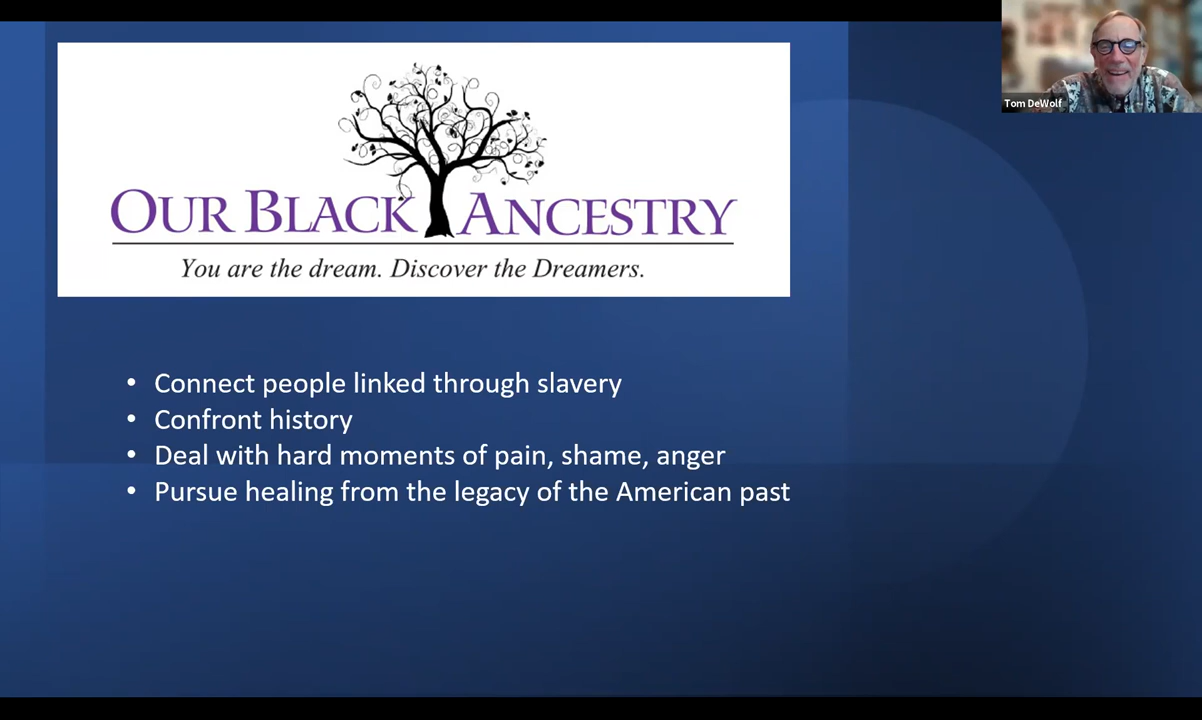 Tom DeWolf
OUR BLACK ANCESTRY
You are the dream. Discover the Dreamers.
• Connect people linked through slavery
• Confront history
• Deal with hard moments of pain, shame, anger
• Pursue healing from the legacy of the American past